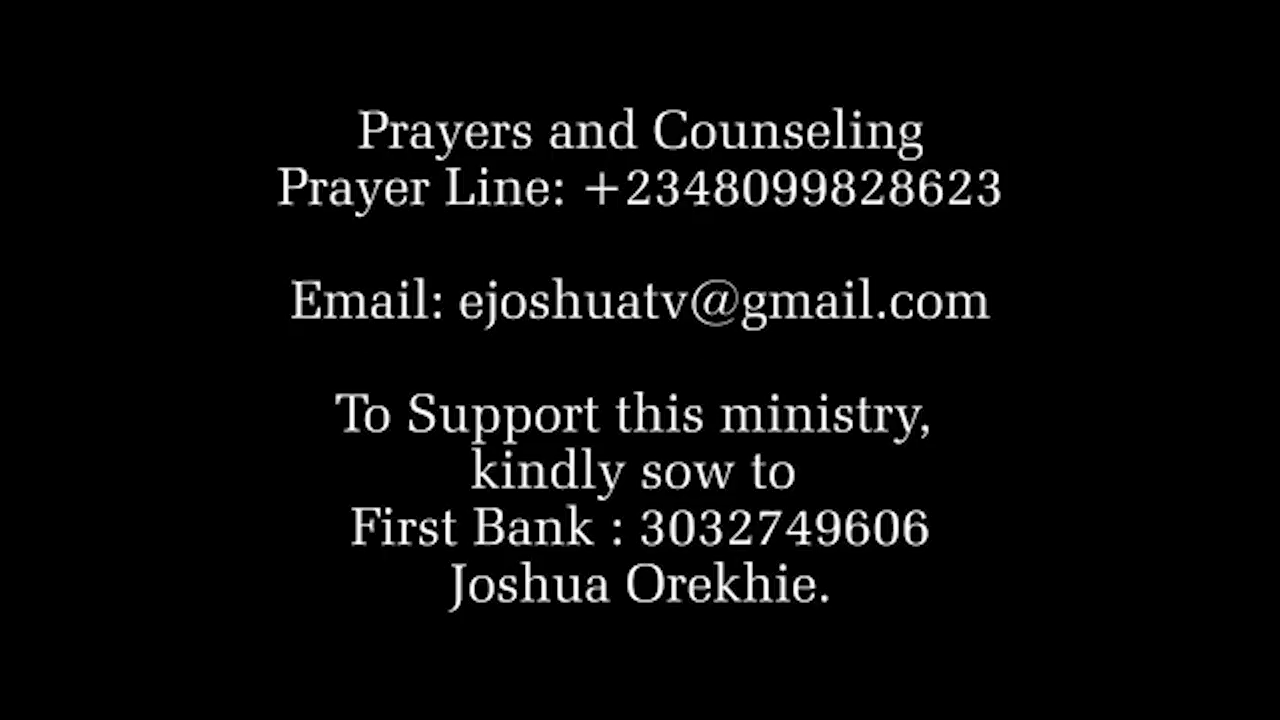 Prayers and Counseling
Prayer Line: +2348099828623
Email: ejoshuatv@gmail.com
To Support this ministry,
kindly sow to
First Bank : 3032749606
Joshua Orekhie.